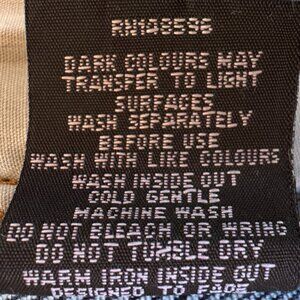 RN148596
DARK COLOURS MAY
TRANSFER TO LIGHT
SURFACES
WASH SEPARATELY
BEFORE USE
WASH WITH LIKE COLOURS
WASH INSIDE OUT
COLD GENTLE
MACHINE WASH
DO NOT BLEACH OR WRING
DO NOT TUMBLE DRY
WARM IRON INSIDE OUT
DESIGNED TO FADE